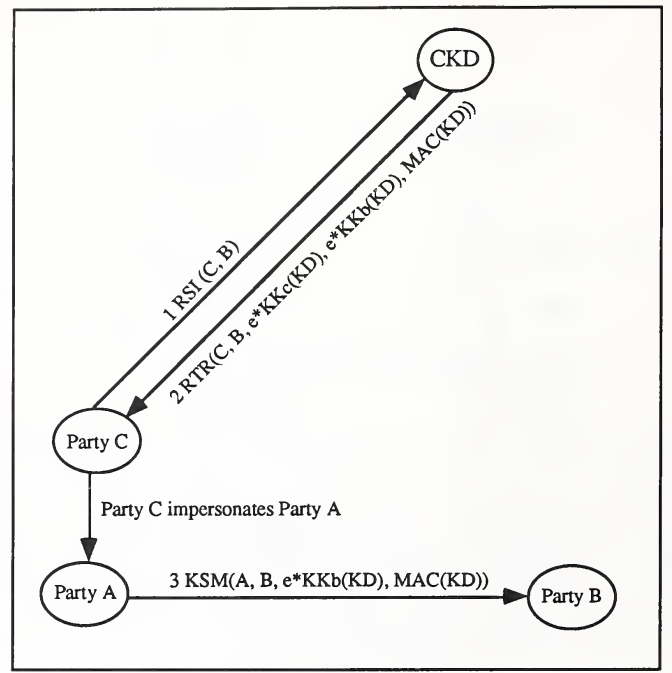 CKD
1 RSI (C, B)
2 RTR(C, B, e*KKc(KD), e*KKb(KD), MAC(KD))
Party C
Party C impersonates Party A
Party A
3 KSM(A, B, e*KKb(KD), MAC(KD))
Party B